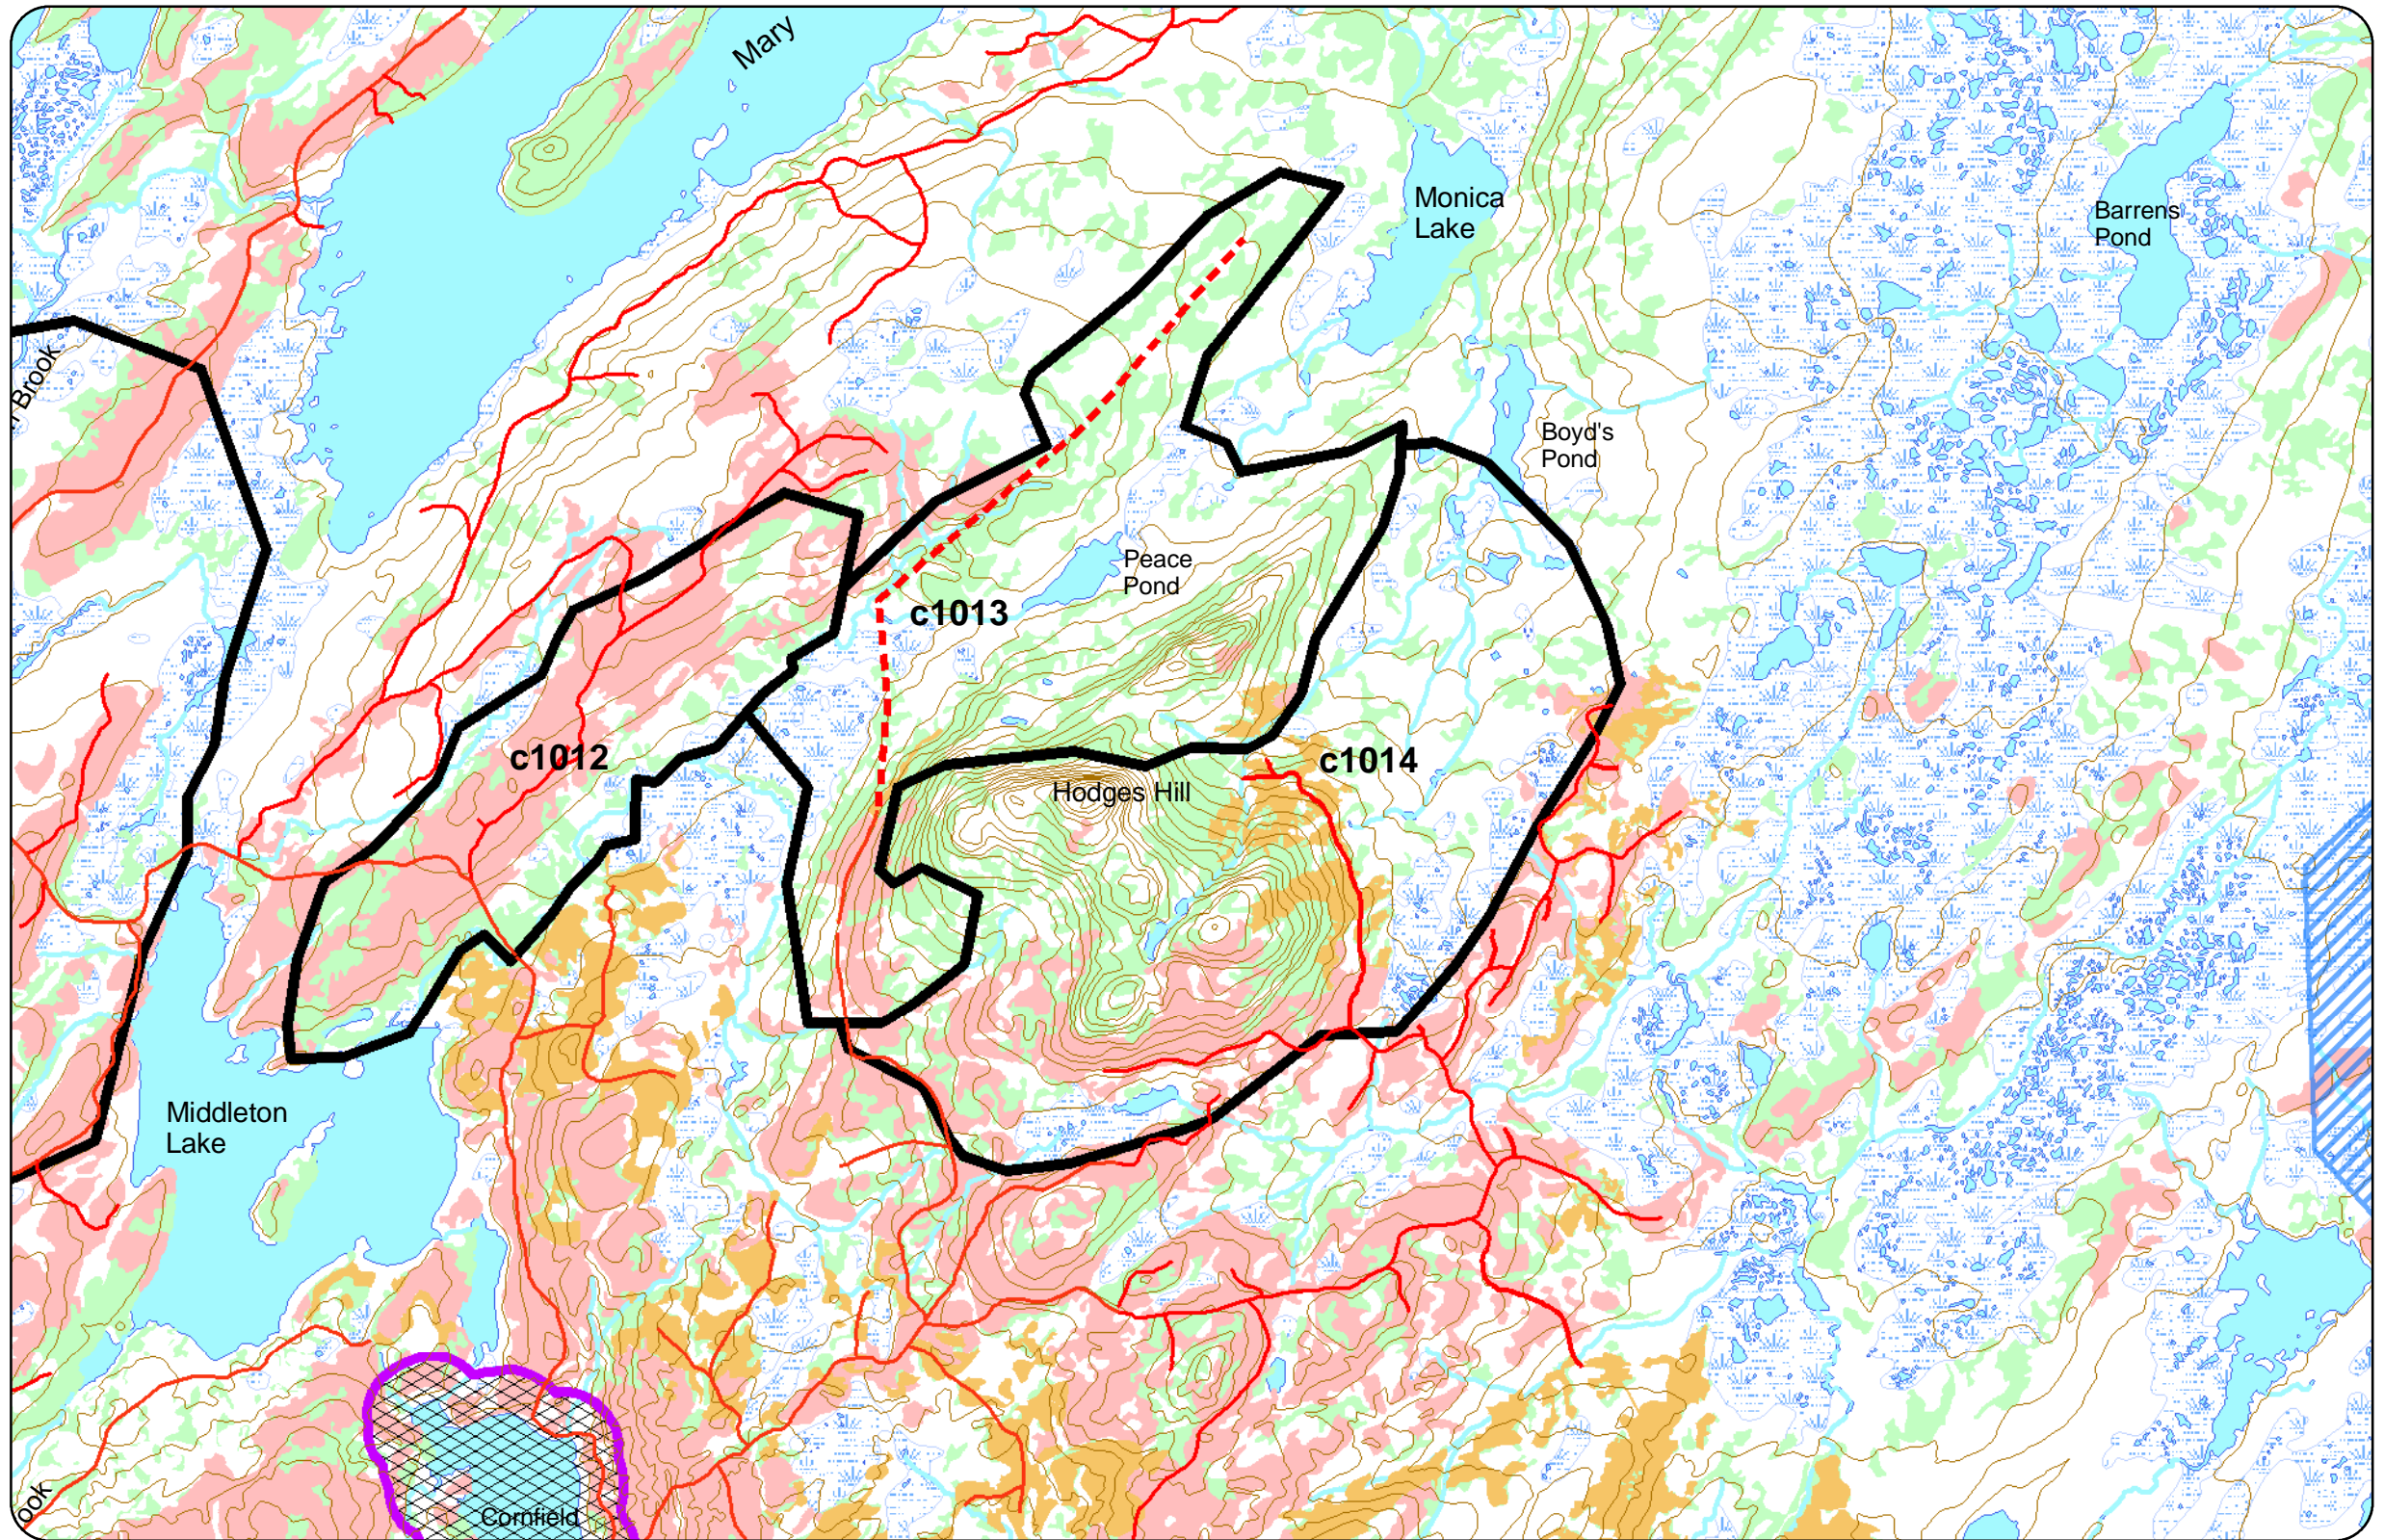 Mary
Monica
Lake
Barrens
Pond
Brook
Boyd's
Pond
Peace
Pond
c1013
c1012
c1014
Hodges Hill
Middleton
Lake
ook
Cornfield